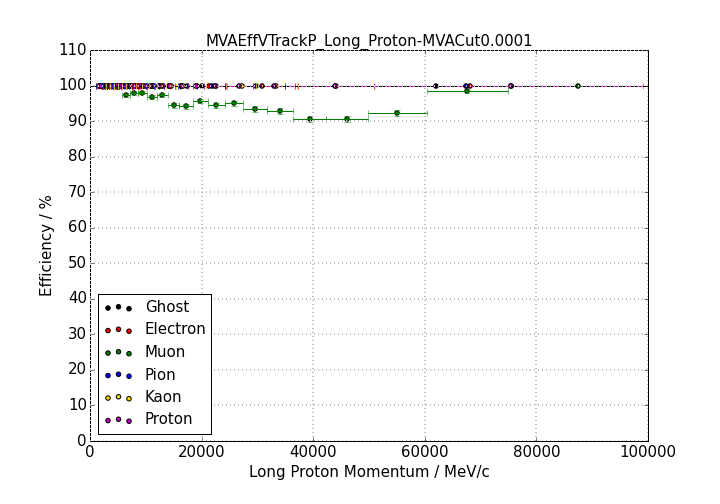 MVAEffVTrackP_Long_Proton-MVACut0.0001
110
100
90
80
70
60
50
40
30
20
10
0
Efficiency / %
Ghost
Electron
Muon
Pion
Kaon
Proton
0 20000 40000 60000 80000 100000
Long Proton Momentum / MeV/c